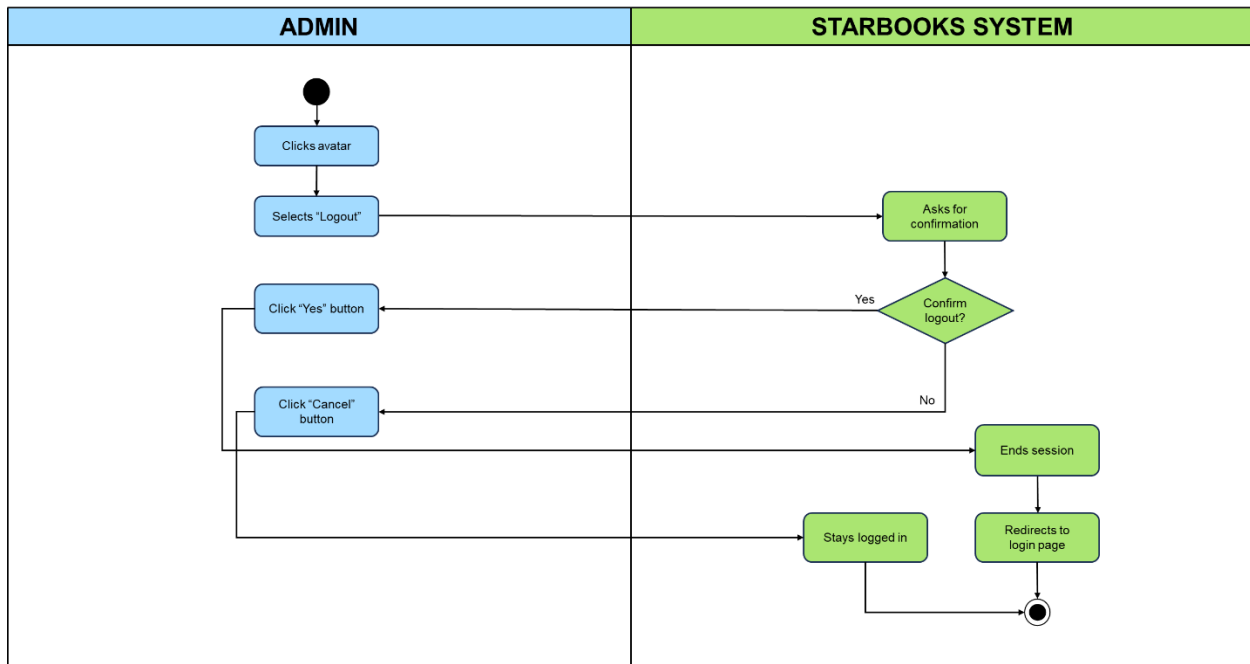 ADMIN
STARBOOKS SYSTEM
Clicks avatar
Selects “Logout”
Asks for
confirmation
Click “Yes” button
Yes
Confirm
logout?
Click “Cancel”
button
No
Ends session
Stays logged in
Redirects to
login page